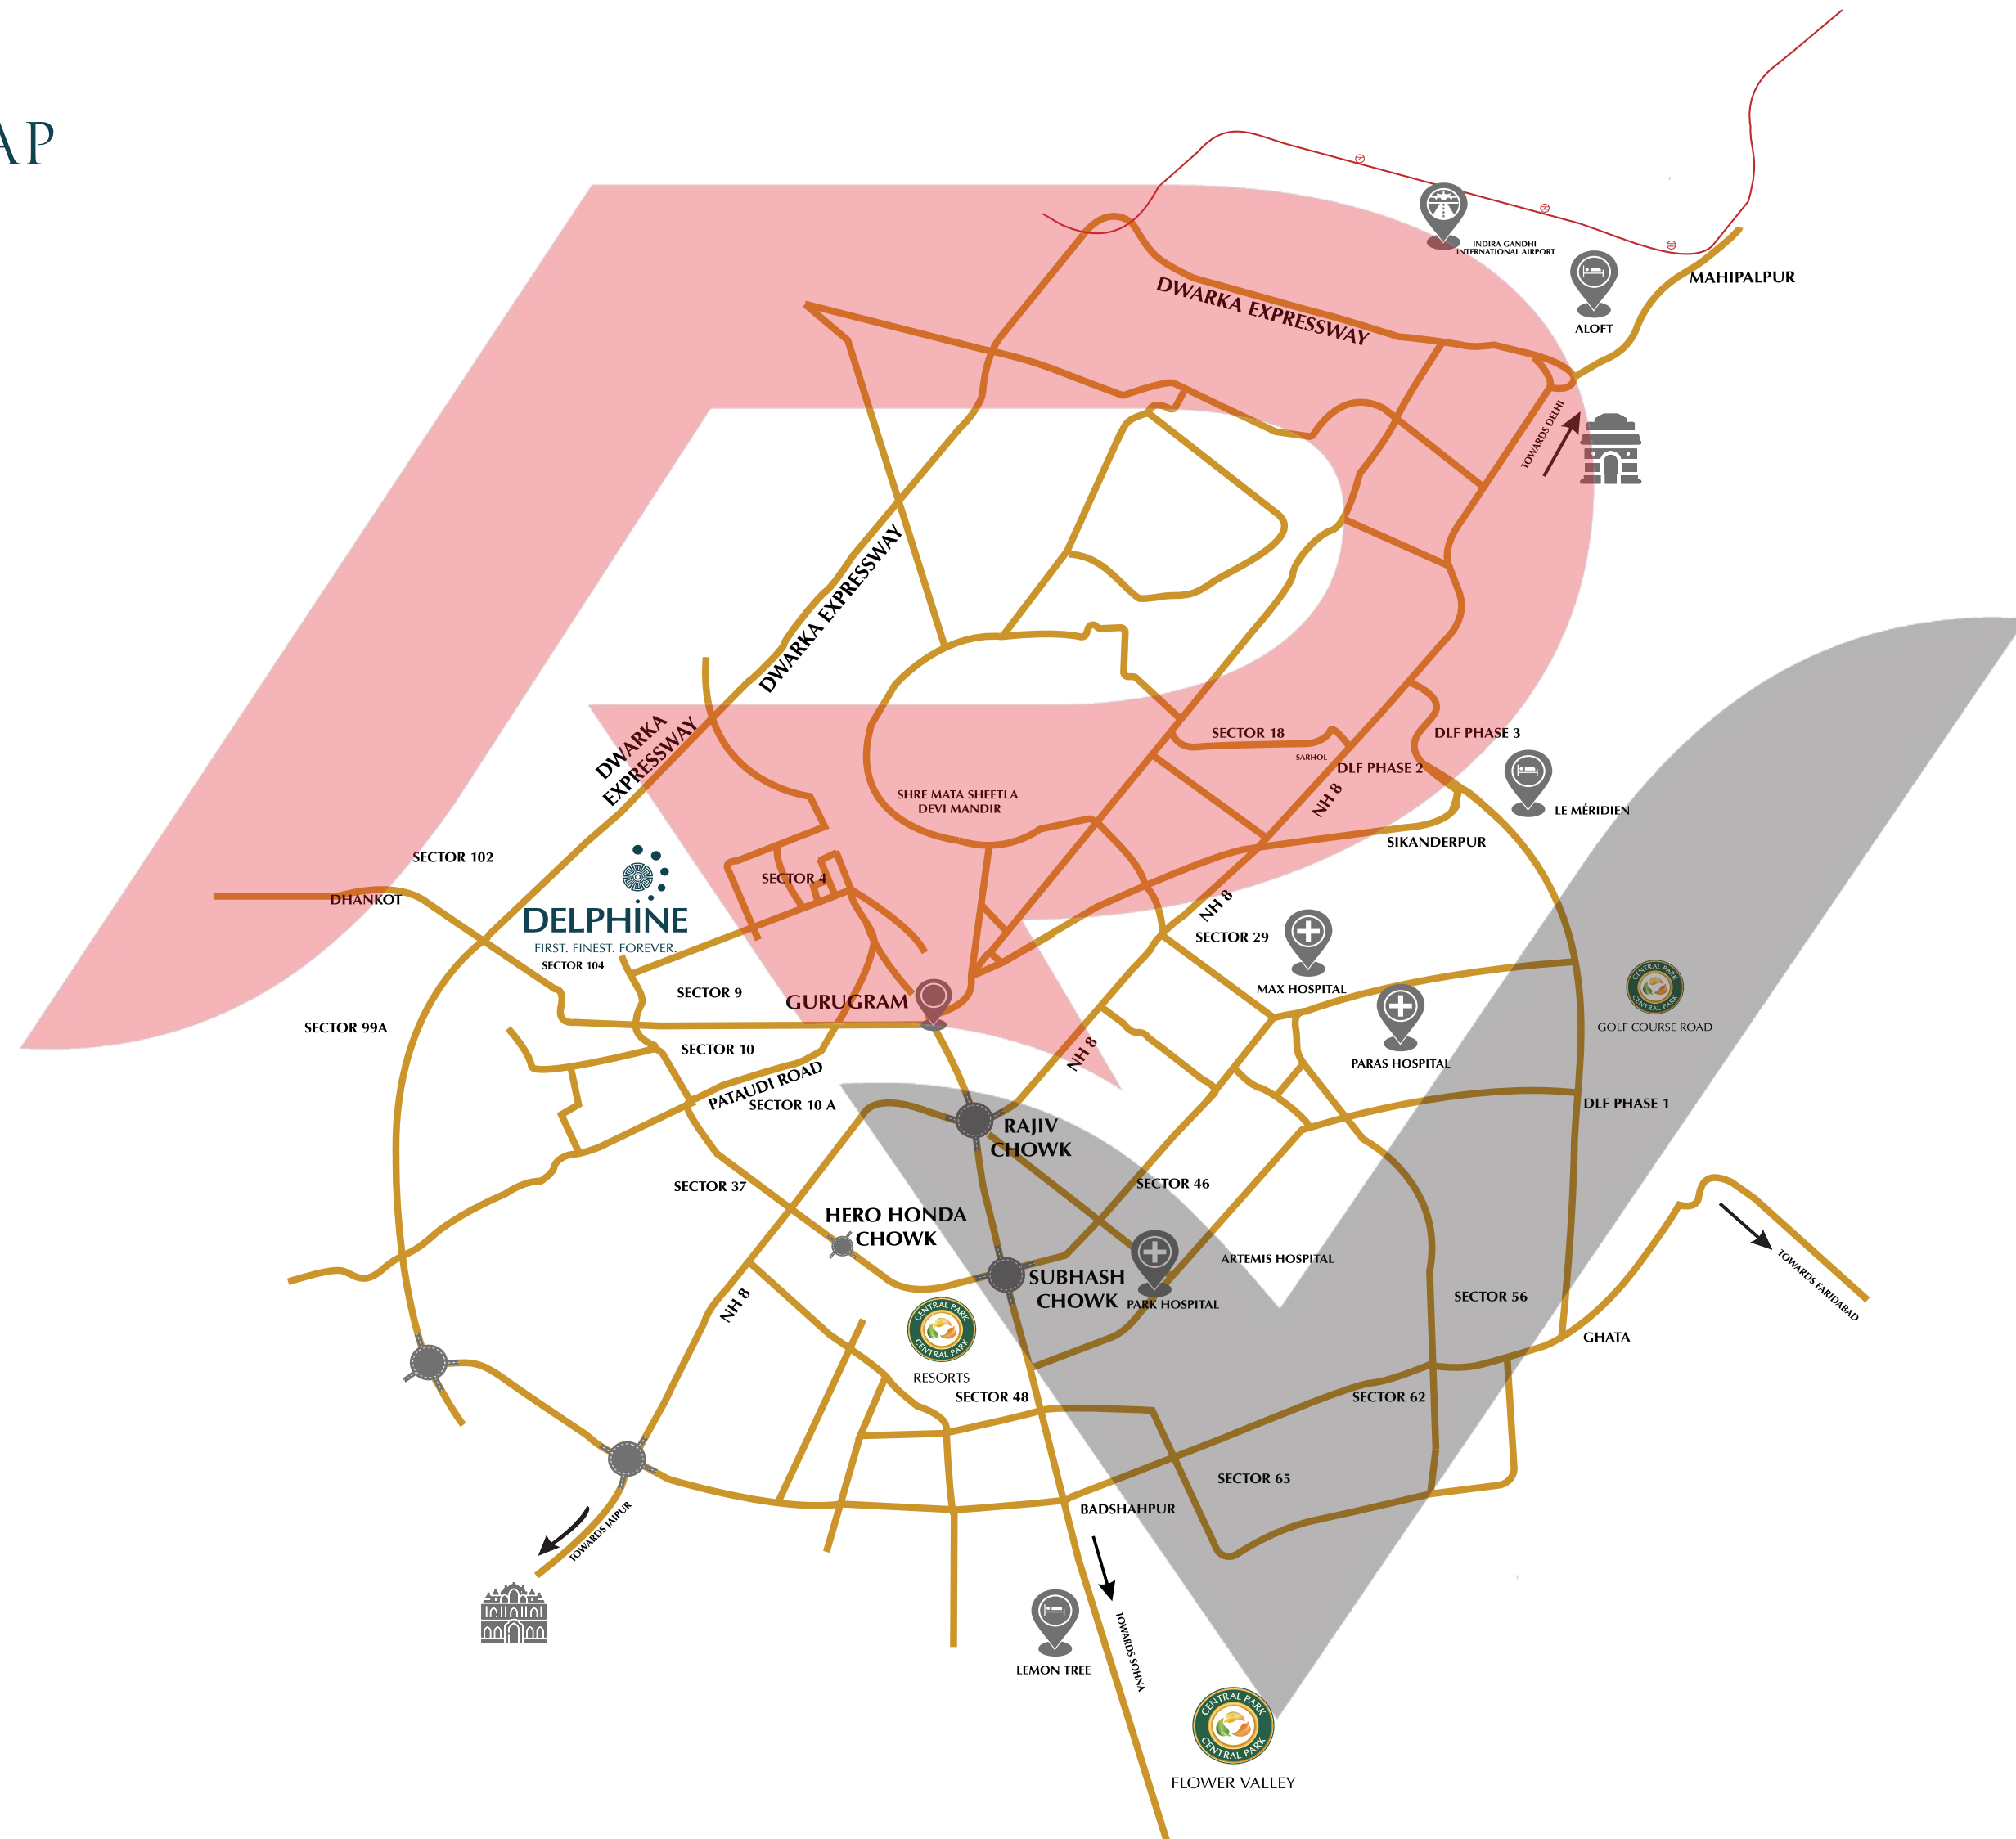 AP
INDIRA GANDHI
INTERNATIONAL AIRPORT
MAHIPALPUR
ALOFT
DWARKA EXPRESSWAY
TOWARDS DELHI
DWARKA EXPRESSWAY
DWARKA
EXPRESSWAY
SECTOR 18
SARHOL
DLF PHASE 3
DLF PHASE 2
NH 8
LE MÉRIDIEN
SHRE MATA SHEETLA
DEVI MANDIR
SIKANDERPUR
SECTOR 102
SECTOR 4
DHANKOT
DELPHINE
FIRST. FINEST. FOREVER.
SECTOR 104
NH 8
SECTOR 29
MAX HOSPITAL
SECTOR 9
GURUGRAM
CENTRAL PARK
CENTRAL PARK
GOLF COURSE ROAD
SECTOR 99A
SECTOR 10
NH 8
PARAS HOSPITAL
PATAUDI ROAD
SECTOR 10 A
DLF PHASE 1
RAJIV
CHOWK
SECTOR 37
SECTOR 46
HERO HONDA
CHOWK
ARTEMIS HOSPITAL
SUBHASH
CHOWK
PARK HOSPITAL
TOWARDS FARIDABAD
NH 8
SECTOR 56
GHATA
CENTRAL PARK
CENTRAL PARK
RESORTS
SECTOR 48
SECTOR 62
SECTOR 65
BADSHAHPUR
TOWARDS JAIPUR
TOWARDS SOHNA
LEMON TREE
CENTRAL PARK
CENTRAL PARK
FLOWER VALLEY